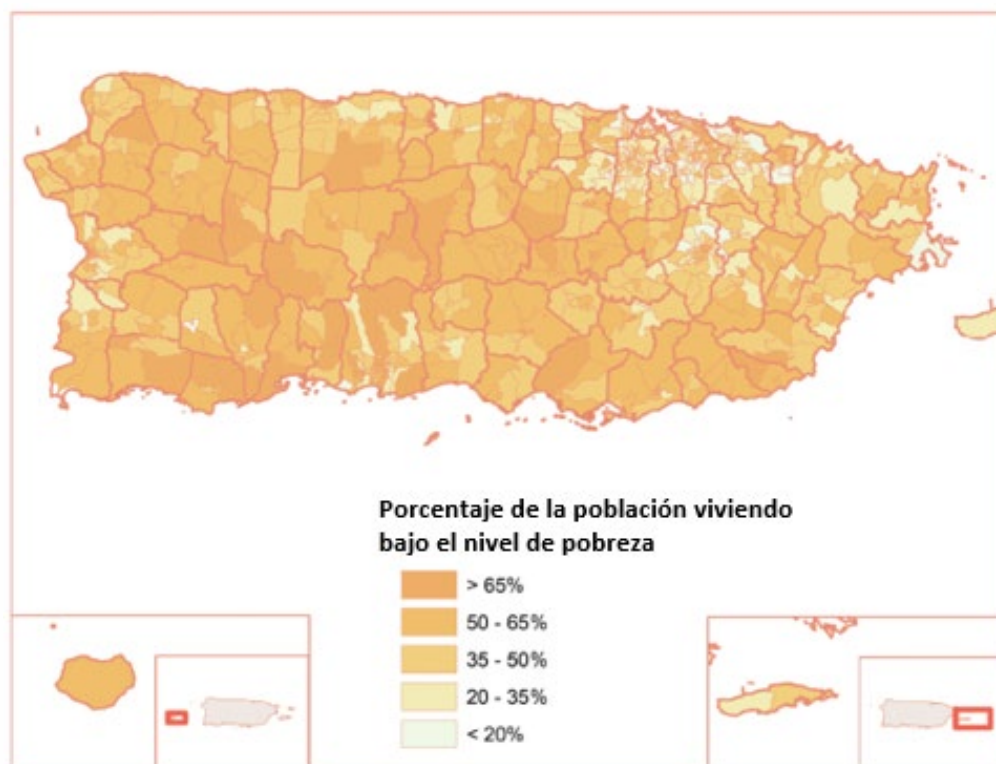 Porcentaje de la población viviendo
bajo el nivel de pobreza
> 65%
50 - 65%
35 - 50%
20 - 35%
< 20%